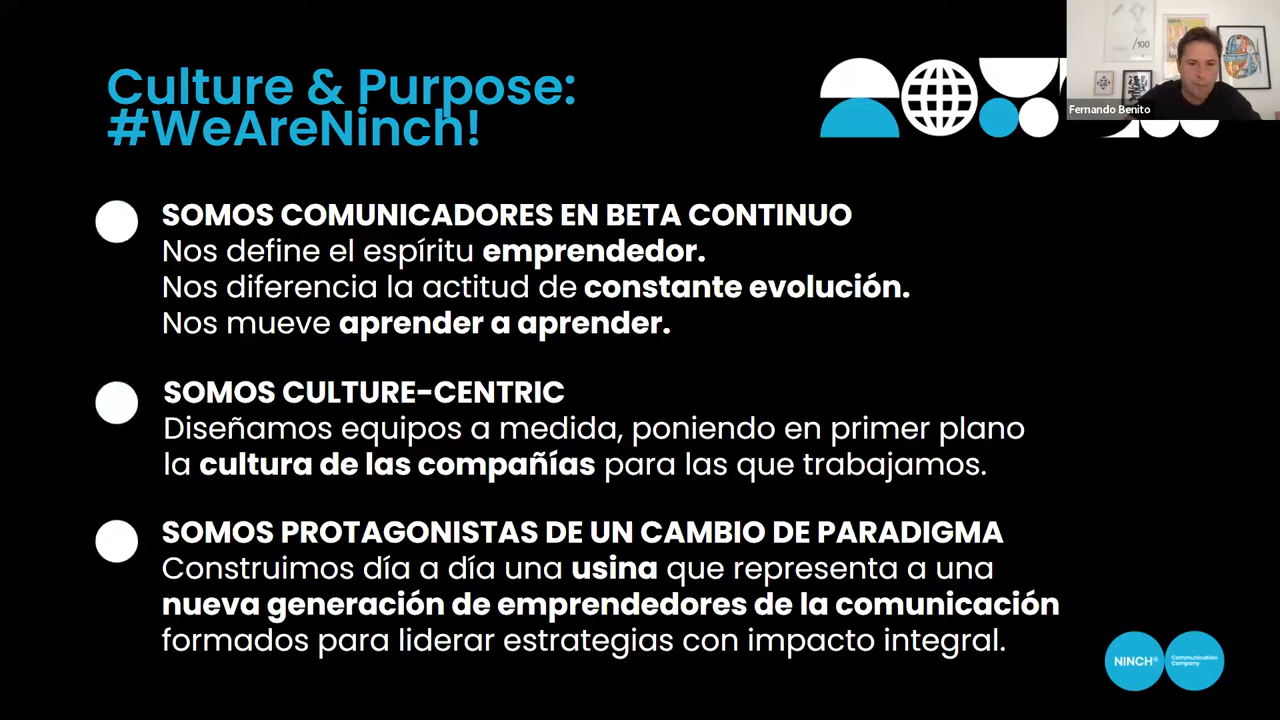 Culture & Purpose:
#WeAreNinch!
/100
Fernando Benito
SOMOS COMUNICADORES EN BETA CONTINUO
Nos define el espíritu emprendedor.
Nos diferencia la actitud de constante evolución.
Nos mueve aprender a aprender.
SOMOS CULTURE-CENTRIC
Diseñamos equipos a medida, poniendo en primer plano
la cultura de las compañías para las que trabajamos.
SOMOS PROTAGONISTAS DE UN CAMBIO DE PARADIGMA
Construimos día a día una usina que representa a una
nueva generación de emprendedores de la comunicación
formados para liderar estrategias con impacto integral.
NINCH®
Communication
Company